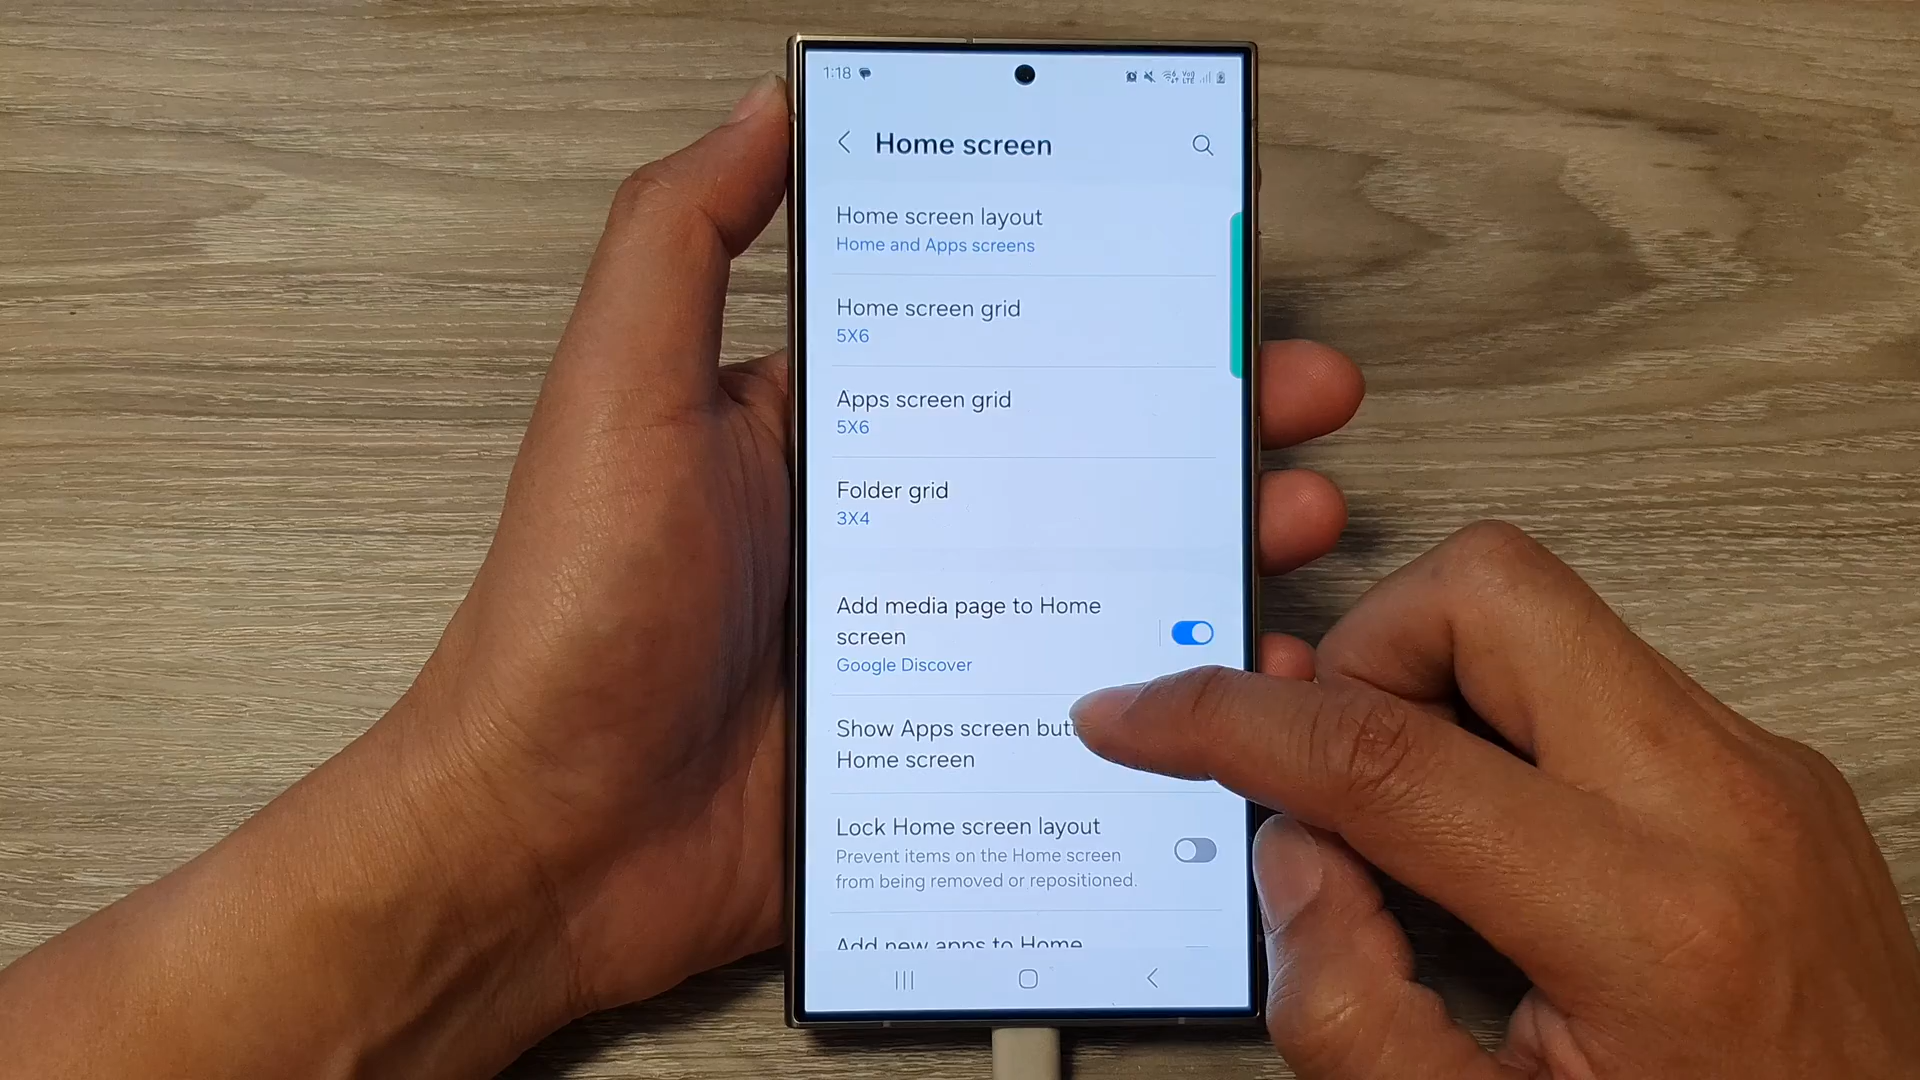 1:18
Home screen
Home screen layout
Home and Apps screens
Home screen grid
5X6
Apps screen grid
5X6
Folder grid
3X4
Add media page to Home
screen
Google Discover
Show Apps screen
Home screen
Lock Home screen layout
Prevent items on the Home screen
from being removed or repositioned.
Add new apps to Home